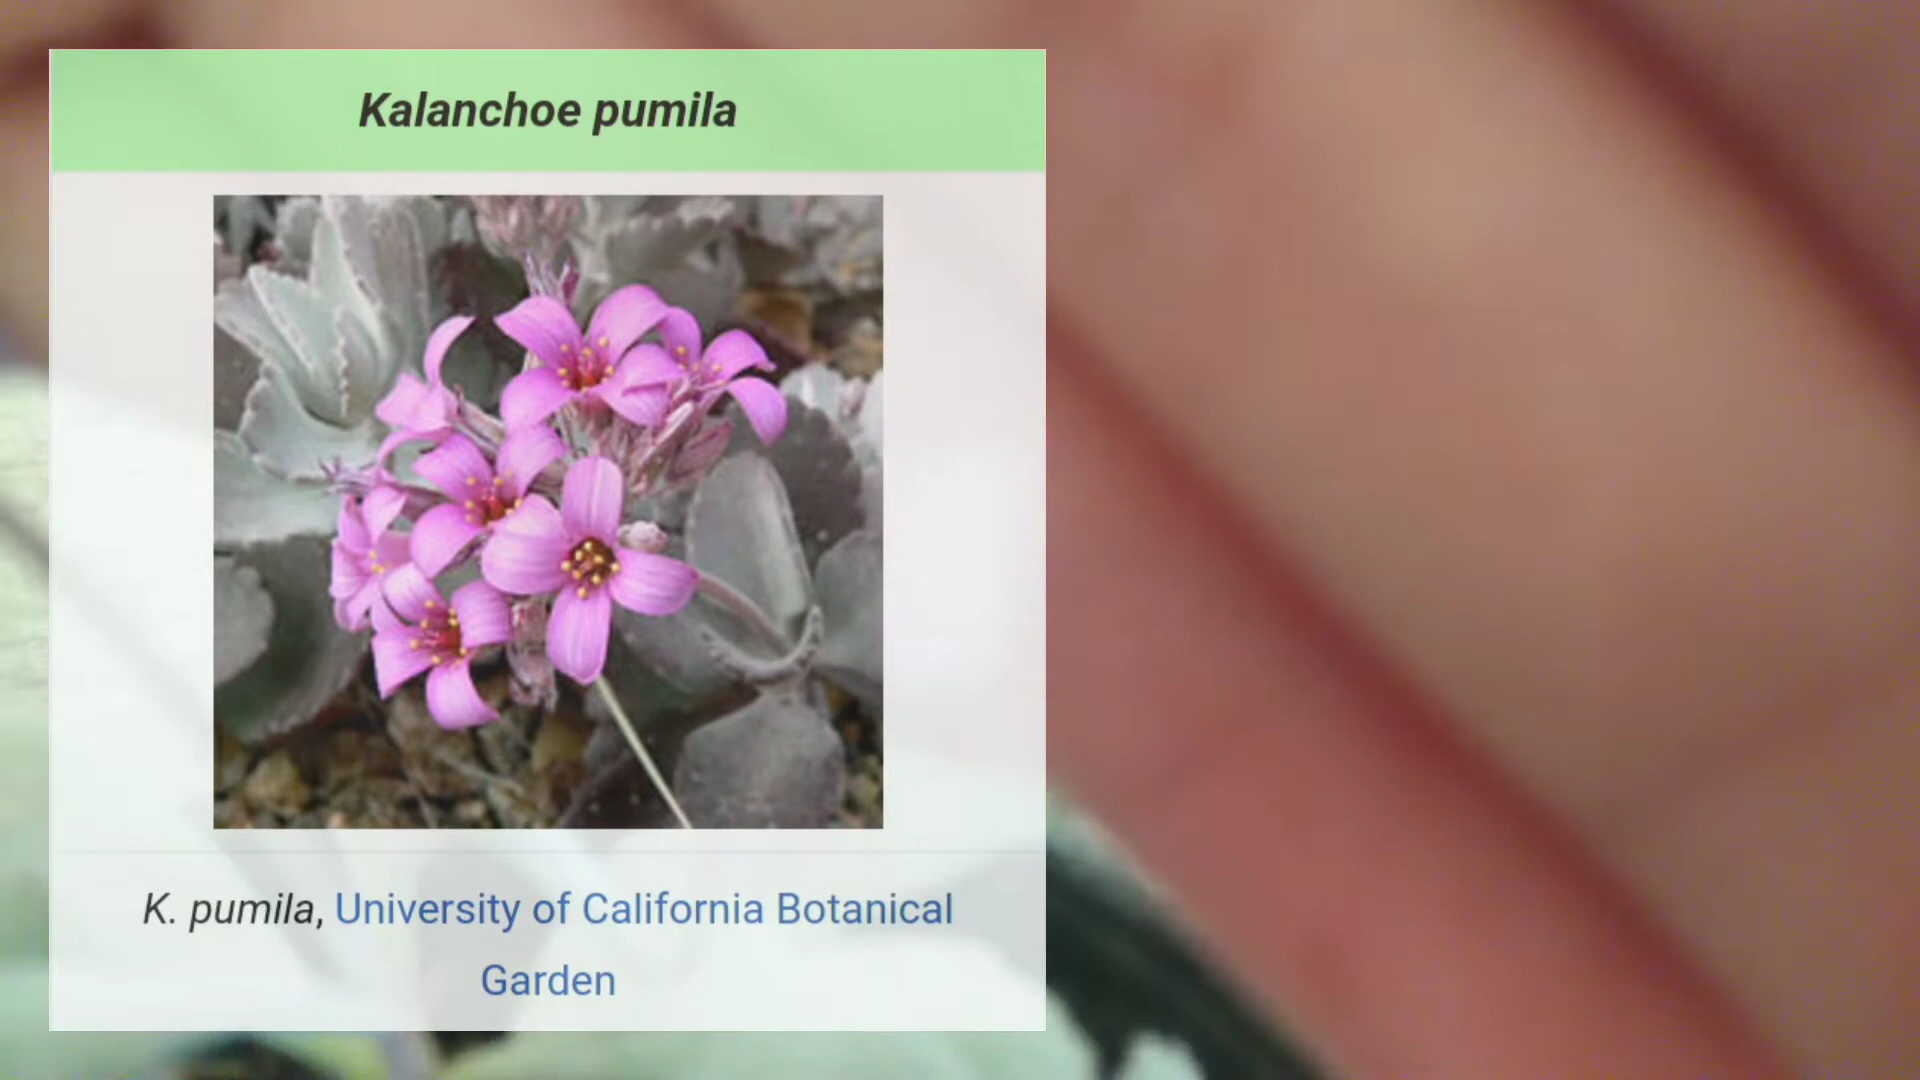 Kalanchoe pumila
K. pumila, University of California Botanical
Garden